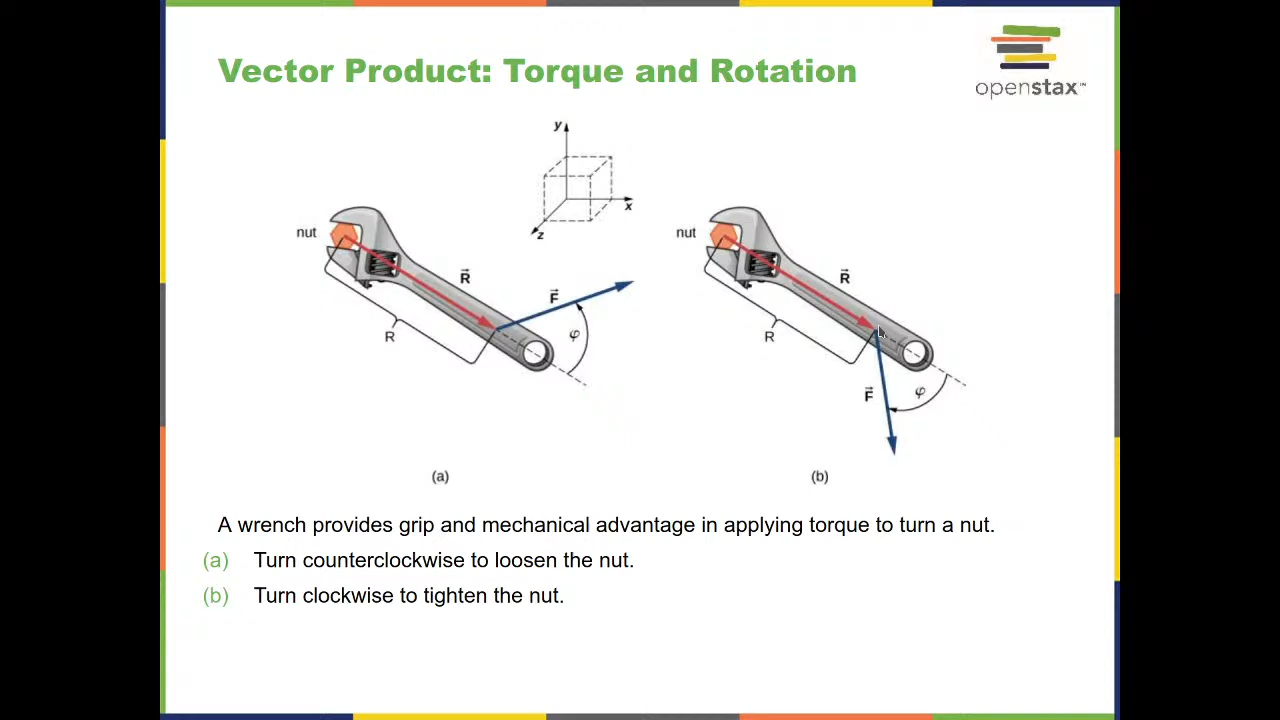 Vector Product: Torque and Rotation
openstax™
y
x
z
nut
R⃗
F⃗
φ
R
(a)
nut
R⃗
R
F⃗
φ
(b)
A wrench provides grip and mechanical advantage in applying torque to turn a nut.
(a) Turn counterclockwise to loosen the nut.
(b) Turn clockwise to tighten the nut.